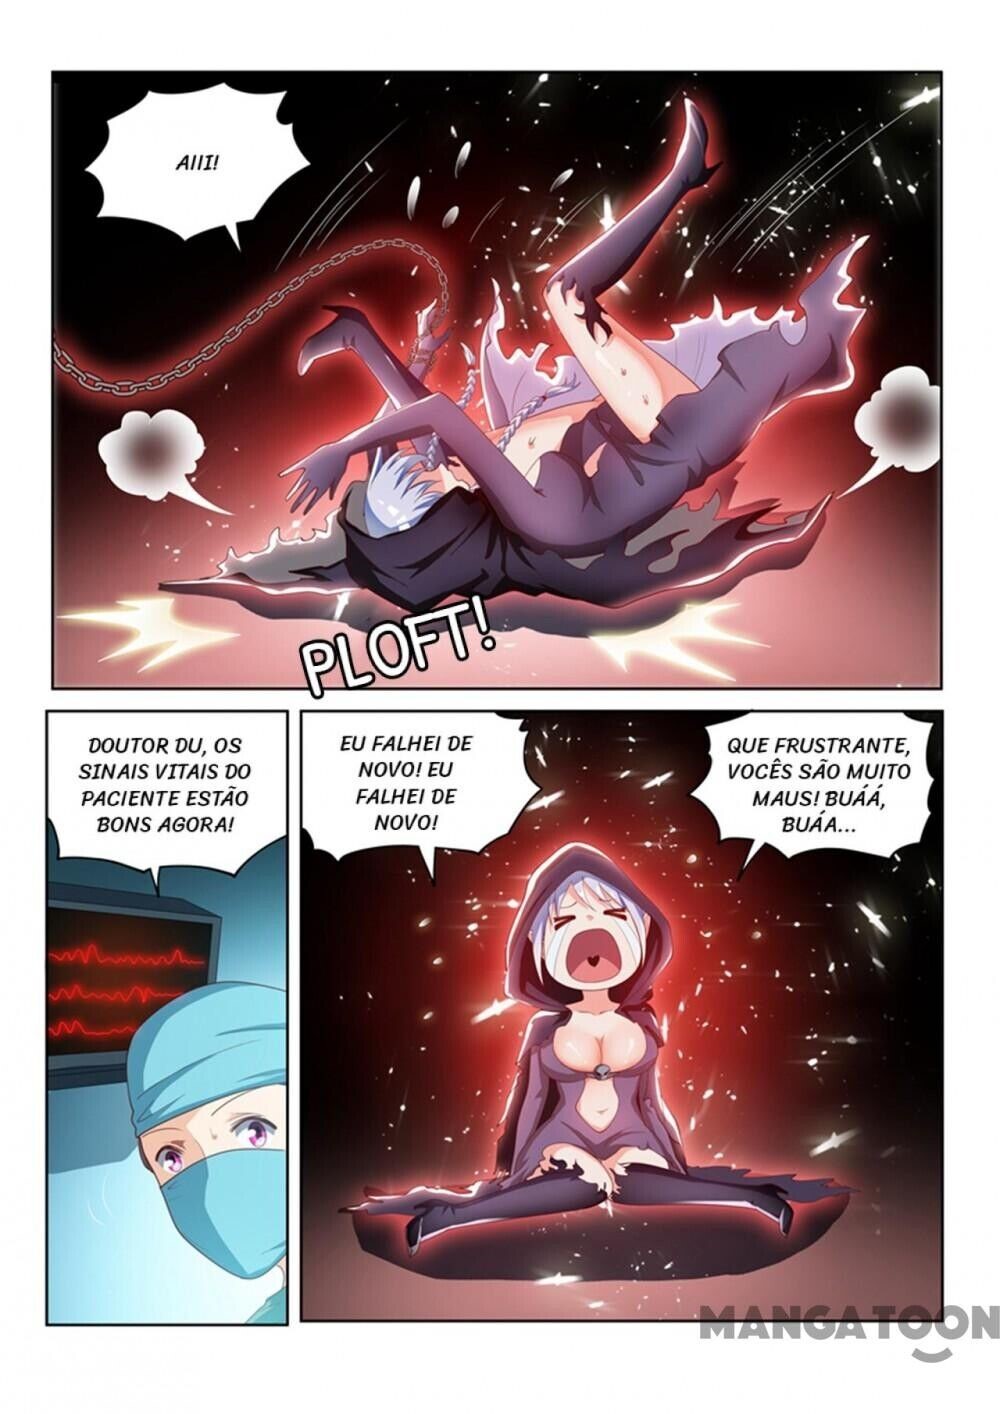 AIII!
PLOFT!
DOUTOR DU, OS
SINAIS VITAIS DO
PACIENTE ESTÃO
BONS AGORA!
EU FALHEI DE
NOVO! EU
FALHEI DE
NOVO!
QUE FRUSTRANTE,
VOCÊS SÃO MUITO
MAUS! BUÁÁ,
BUÁA...
MANGATOON